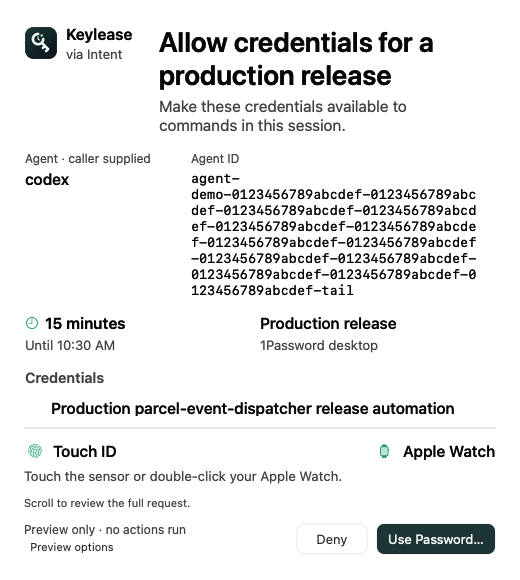 Keylease
via Intent
Allow credentials for a
production release
Make these credentials available to
commands in this session.
Agent · caller supplied
codex
Agent ID
agent-
demo-0123456789abcdef-0123456789abc
def-0123456789abcdef-0123456789abcd
ef-0123456789abcdef-0123456789abcde
f-0123456789abcdef-0123456789abcdef
-0123456789abcdef-0123456789abcdef-
0123456789abcdef-0123456789abcdef-0
123456789abcdef-tail
15 minutes
Until 10:30 AM
Production release
1Password desktop
Credentials
Production parcel-event-dispatcher release automation
Touch ID
Apple Watch
Touch the sensor or double-click your Apple Watch.
Scroll to review the full request.
Preview only · no actions run
Preview options
Deny
Use Password...